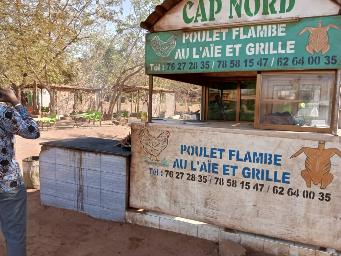 CAP NORD
POULET FLAMBE
AU L'AÏE ET GRILLE
Tél : 76 27 28 35 / 78 58 15 47 / 62 64 00 35
POULET FLAMBE
AU L'AÏE ET GRILLE
Tél : 76 27 28 35 / 78 58 15 47 / 62 64 00 35